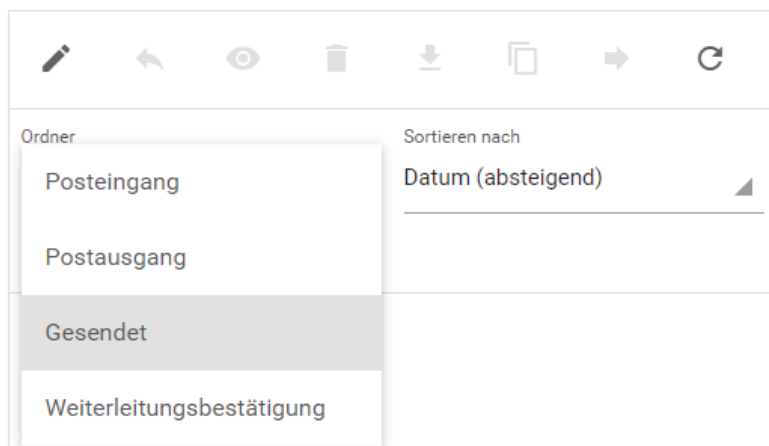 Ordner
Sortieren nach
Posteingang
Datum (absteigend)
Postausgang
Gesendet
Weiterleitungsbestätigung